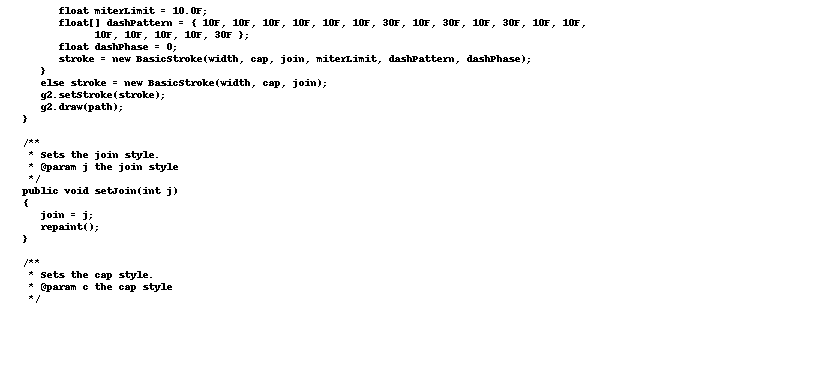 float miterLimit = 10.0F;
float[] dashPattern = { 10F, 10F, 10F, 10F, 10F, 10F, 30F, 10F, 30F, 10F, 30F, 10F, 10F,
10F, 10F, 10F, 10F, 30F };
float dashPhase = 0;
stroke = new BasicStroke(width, cap, join, miterLimit, dashPattern, dashPhase);
}
else stroke = new BasicStroke(width, cap, join);
g2.setStroke(stroke);
g2.draw(path);
}
/**
* Sets the join style.
* @param j the join style
*/
public void setJoin(int j)
{
join = j;
repaint();
}
/**
* Sets the cap style.
* @param c the cap style
*/